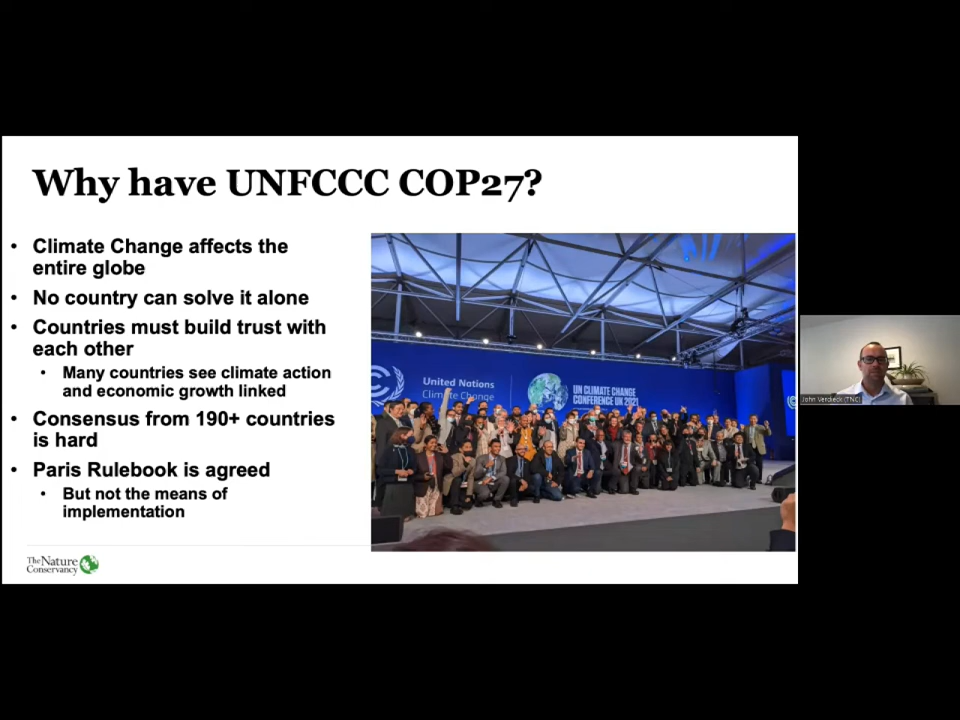 Why have UNFCCC COP27?
• Climate Change affects the
entire globe
• No country can solve it alone
• Countries must build trust with
each other
• Many countries see climate action
and economic growth linked
• Consensus from 190+ countries
is hard
• Paris Rulebook is agreed
• But not the means of
implementation
United Nations
Climate Change
UN CLIMATE CHANGE
CONFERENCE UK 2021
John Verdieck (TNC)
The Nature
Conservancy